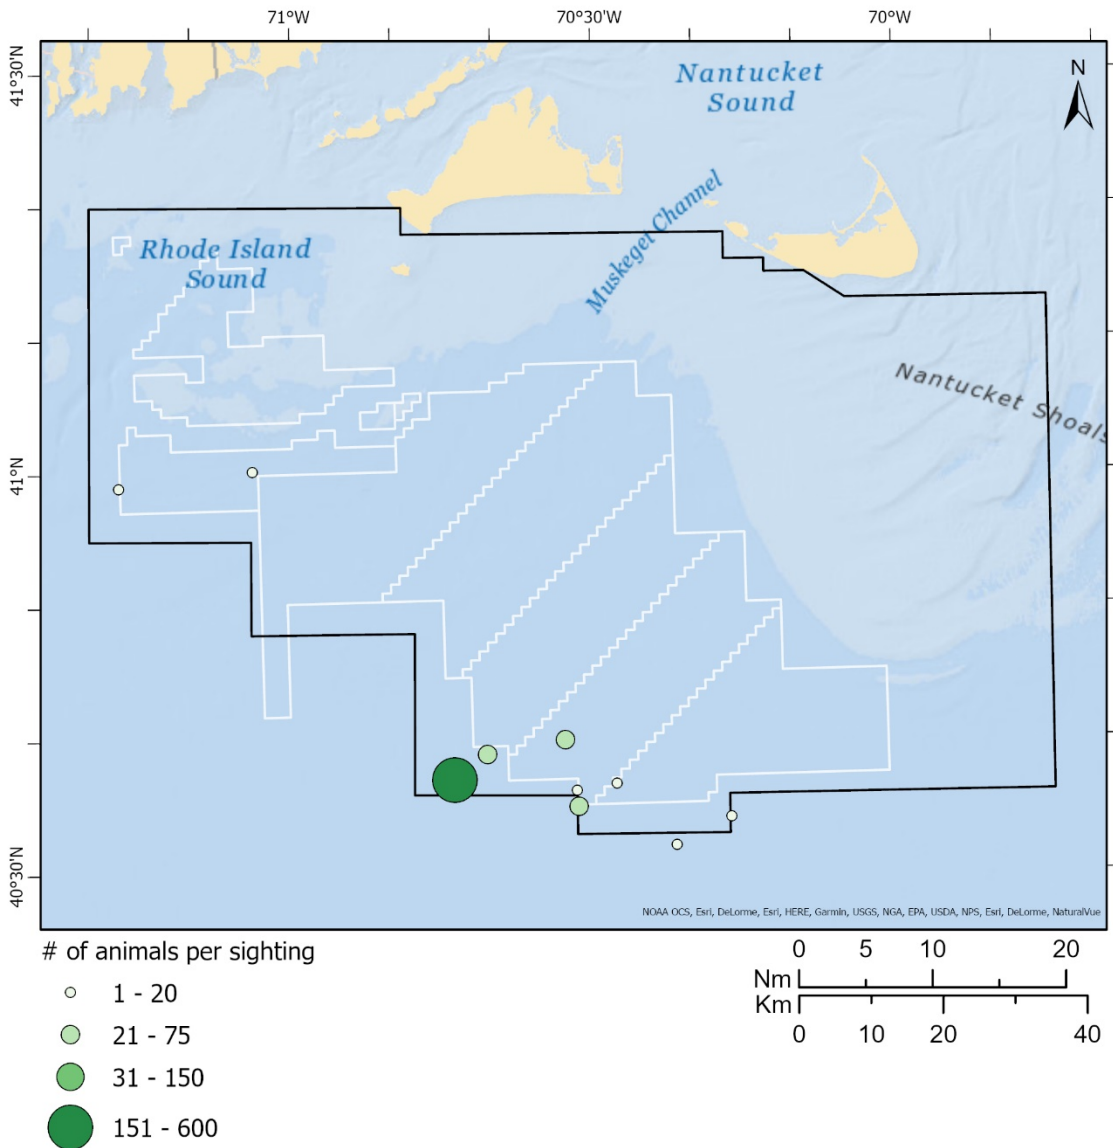 71°W 70°30'W 70°W
41°30'N
Nantucket
Sound
N
Muskeget Channel
Rhode Island
Sound
Nantucket Shoals
41°N
40°30'N
NOAA OCS, Esri, DeLorme, Esri, HERE, Garmin, USGS, NGA, EPA, USDA, NPS, Esri, DeLorme, NaturalVue
# of animals per sighting
1 - 20
21 - 75
31 - 150
151 - 600
0 5 10 20
Nm
Km
0 10 20 40